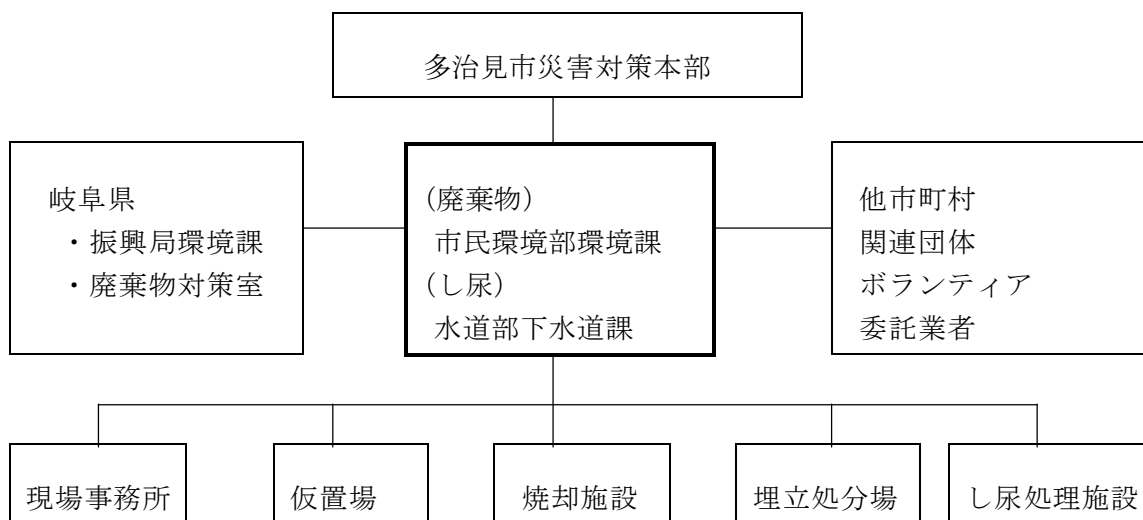 多治見市災害対策本部
岐阜県
・振興局環境課
・廃棄物対策室
(廃棄物)
市民環境部環境課
(し尿)
水道部下水道課
他市町村
関連団体
ボランティア
委託業者
現場事務所
仮置場
焼却施設
埋立処分場
し尿処理施設